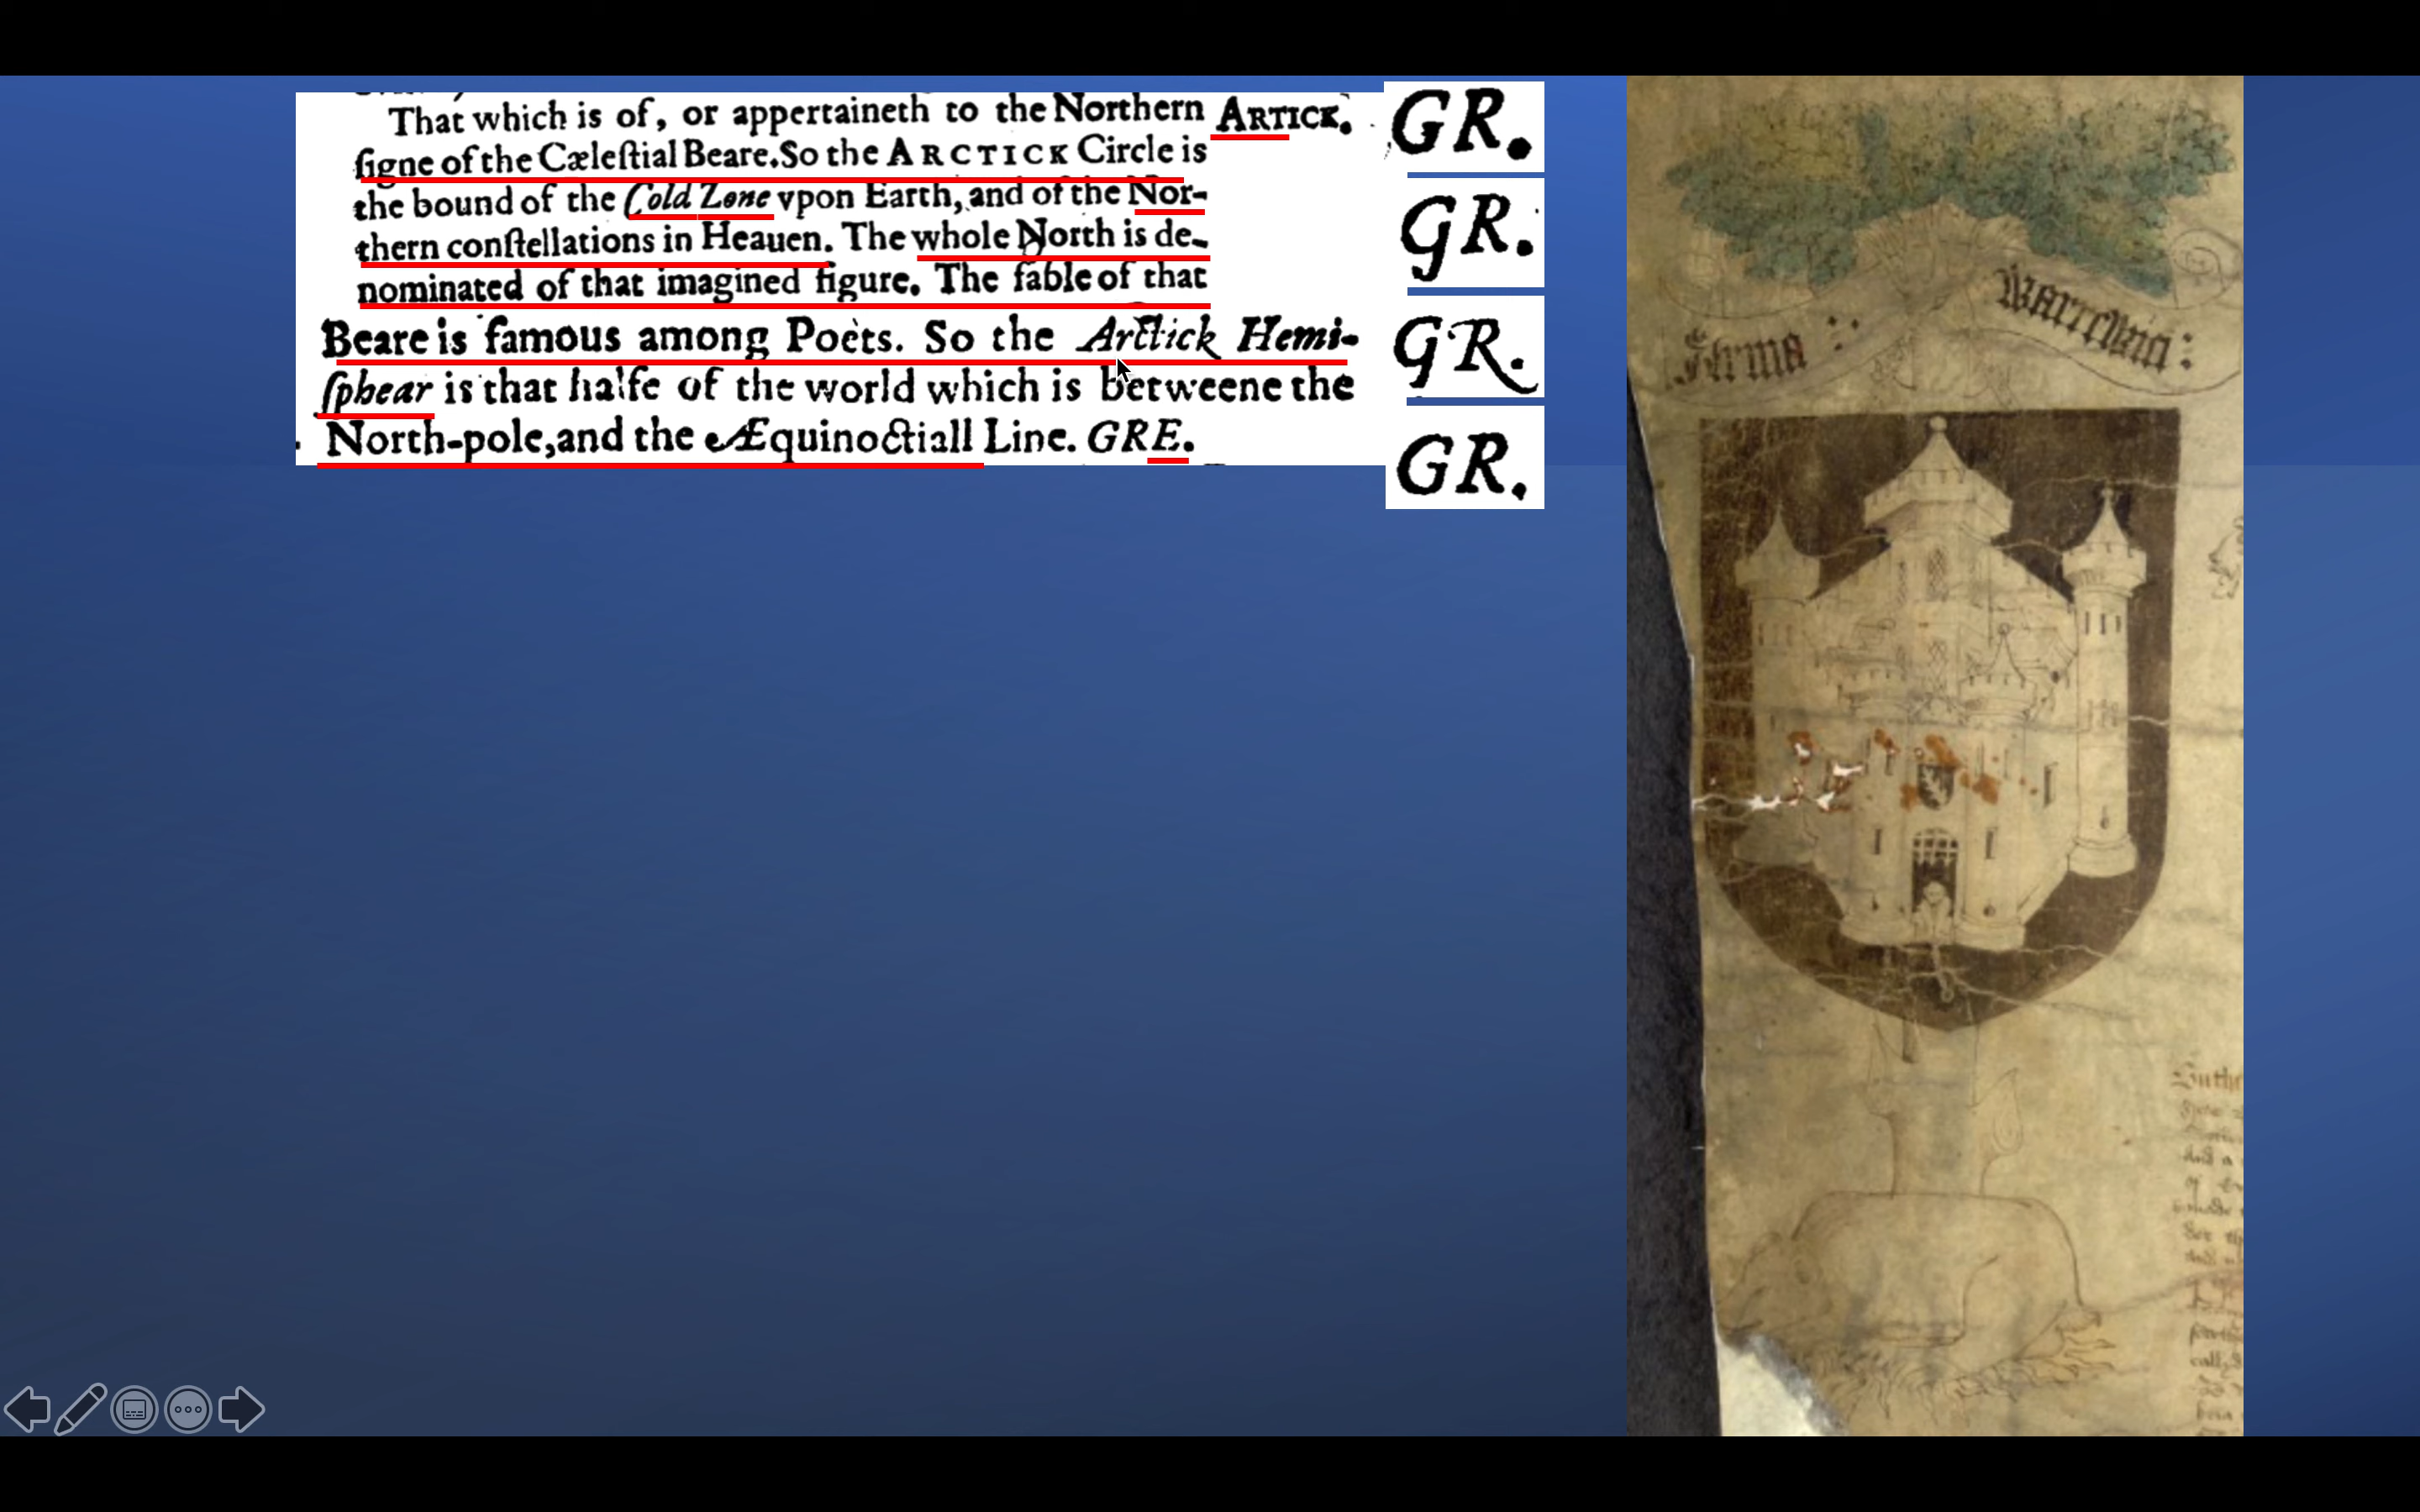 That which is of, or appertaineth to the Northern ARTICK.
ſigne of the Cæleſtial Beare. So the ARCTICK Circle is
the bound of the Cold Zone vpon Earth, and of the Nor-
thern conſtellations in Heauen. The whole North is de-
nominated of that imagined figure. The fable of that
Beare is famous among Poets. So the Arctick Hemi-
ſphear is that halfe of the world which is betweene the
North-pole, and the Æquinoctiall Line. GRE.
GR.
GR.
GR.
GR.
Arma : Warrewici :